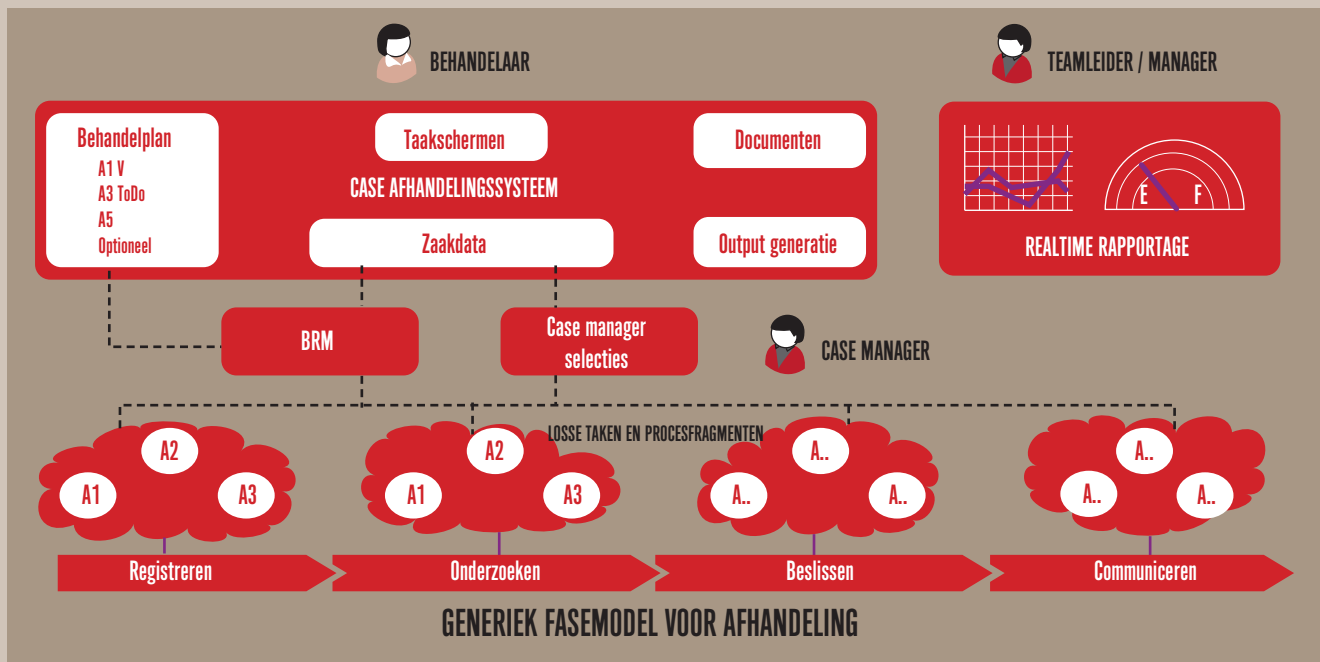 BEHANDELAAR
TEAMLEIDER / MANAGER
Behandelplan
A1 V
A3 ToDo
A5
Optioneel
Taakschermen
CASE AFHANDELINGSSYSTEEM
Zaakdata
Documenten
Output generatie
E
F
REALTIME RAPPORTAGE
BRM
Case manager
selecties
CASE MANAGER
LOSSE TAKEN EN PROCESFRAGMENTEN
A2
A1
A3
A2
A1
A3
A..
A..
A..
A..
A..
A..
Registreren
Onderzoeken
Beslissen
Communiceren
GENERIEK FASEMODEL VOOR AFHANDELING